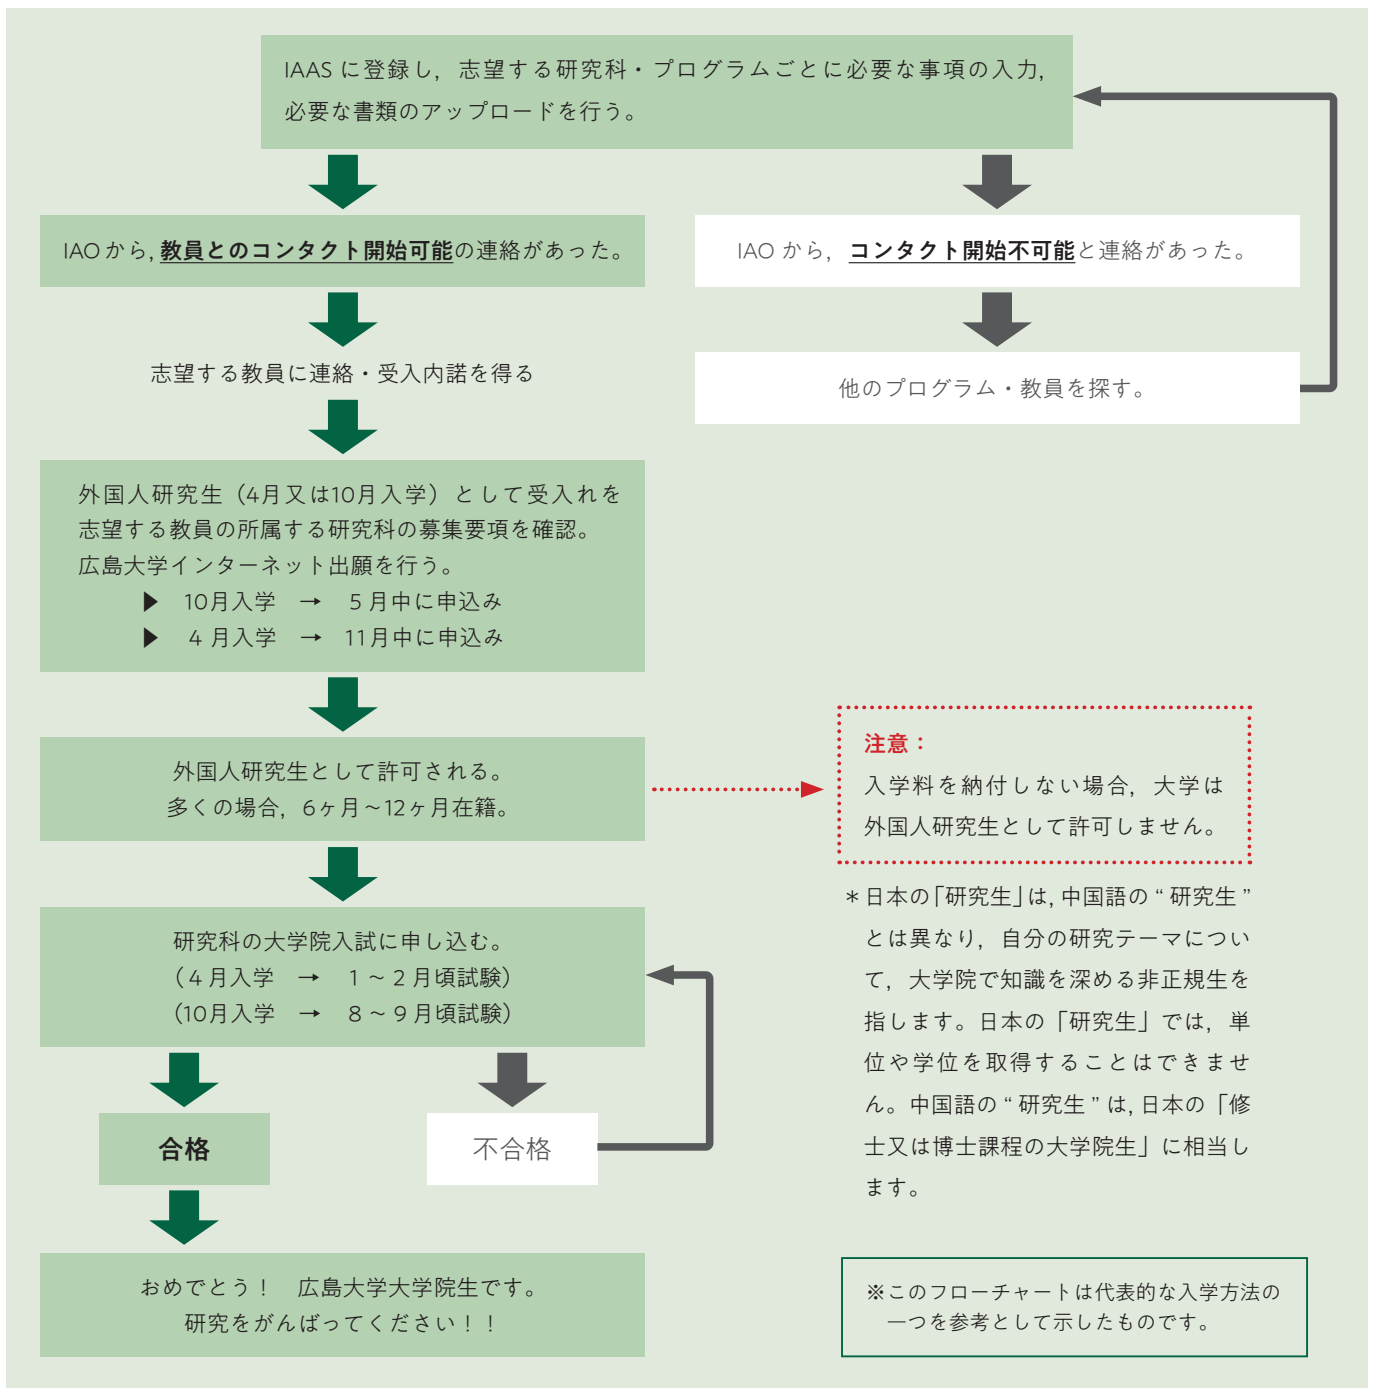 IAAS に登録し，志望する研究科・プログラムごとに必要な事項の入力，
必要な書類のアップロードを行う。
IAO から，教員とのコンタクト開始可能の連絡があった。
IAO から，コンタクト開始不可能と連絡があった。
志望する教員に連絡・受入内諾を得る
他のプログラム・教員を探す。
外国人研究生（4月又は10月入学）として受入れを
志望する教員の所属する研究科の募集要項を確認。
広島大学インターネット出願を行う。
▶ 10月入学 → 5 月中に申込み
▶ 4 月入学 → 11月中に申込み
外国人研究生として許可される。
多くの場合，6ヶ月～12ヶ月在籍。
注意：
入学料を納付しない場合，大学は
外国人研究生として許可しません。
＊日本の「研究生」は，中国語の“研究生”
とは異なり，自分の研究テーマについ
て，大学院で知識を深める非正規生を
指します。日本の「研究生」では，単
位や学位を取得することはできませ
ん。中国語の“研究生”は，日本の「修
士又は博士課程の大学院生」に相当し
ます。
研究科の大学院入試に申し込む。
（4 月入学 → 1 ～ 2 月頃試験）
（10月入学 → 8 ～ 9 月頃試験）
合格
不合格
おめでとう！ 広島大学大学院生です。
研究をがんばってください！！
※このフローチャートは代表的な入学方法の
一つを参考として示したものです。